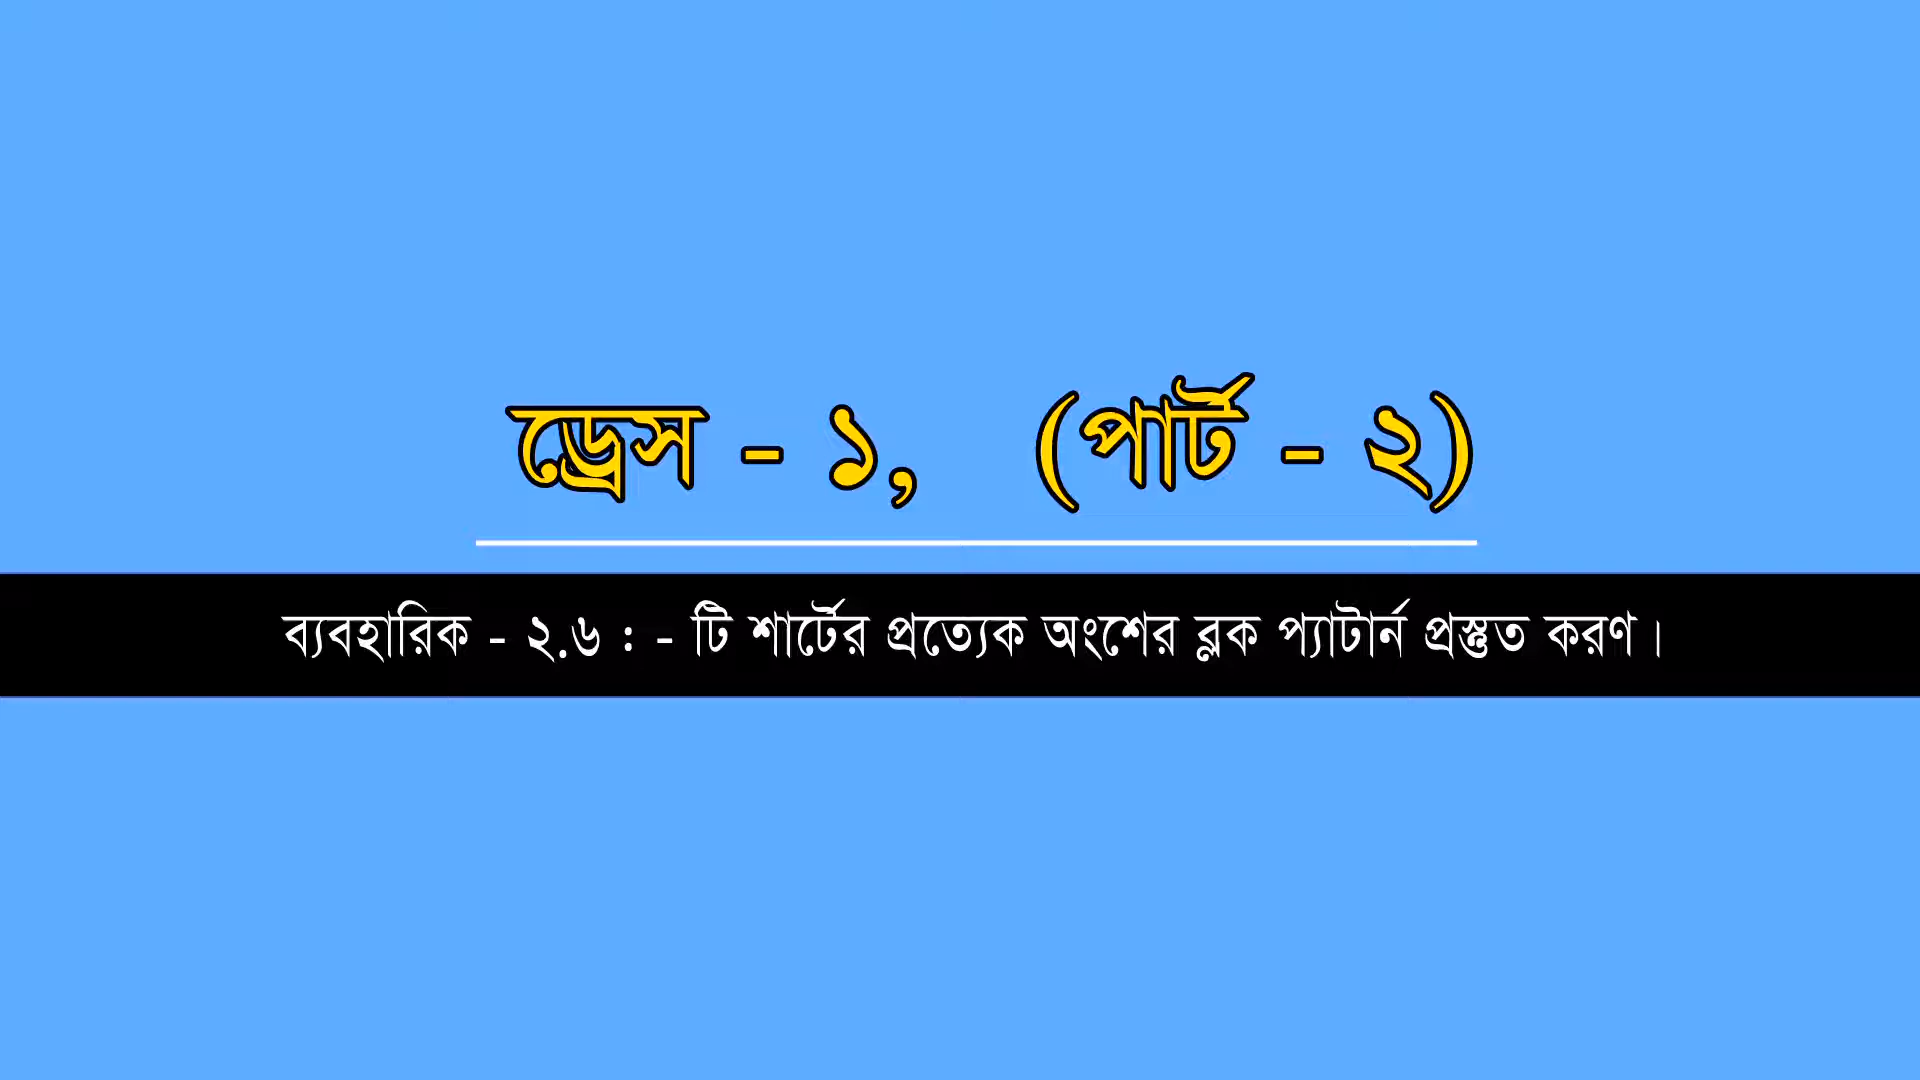 ড্রেস - ১, (পার্ট - ২)
ব্যবহারিক - ২.৬ : - টি শার্টের প্রত্যেক অংশের ব্লক প্যাটার্ন প্রস্তুত করণ।